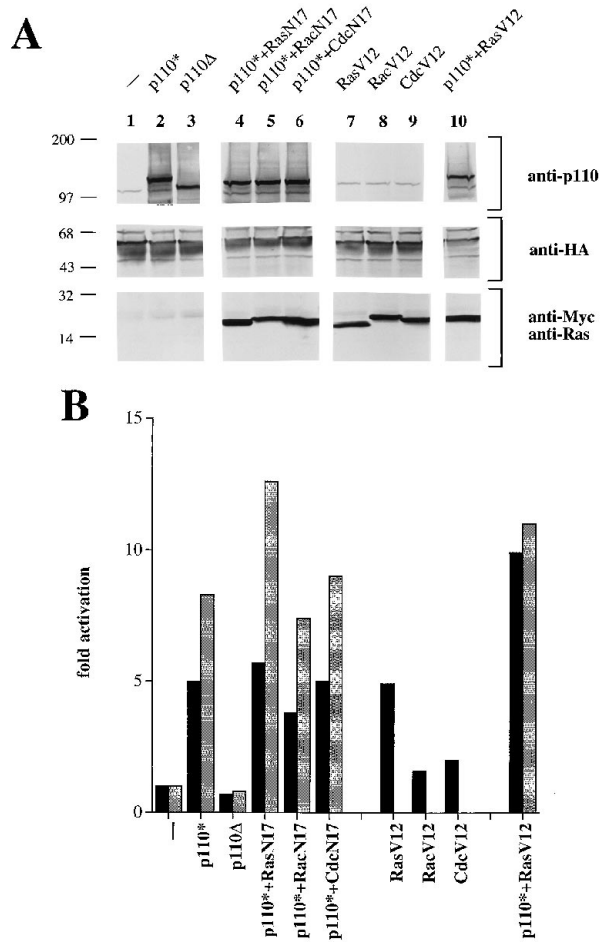 A
—
p110*
p110Δ
p110*+RasN17
p110*+RacN17
p110*+CdcN17
RasV12
RacV12
CdcV12
p110*+RasV12
1 2 3 4 5 6 7 8 9 10
200
97
anti-p110
68
43
anti-HA
32
14
anti-Myc
anti-Ras
B
15
10
5
0
fold activation
—
p110*
p110Δ
p110*+RasN17
p110*+RacN17
p110*+CdcN17
RasV12
RacV12
CdcV12
p110*+RasV12